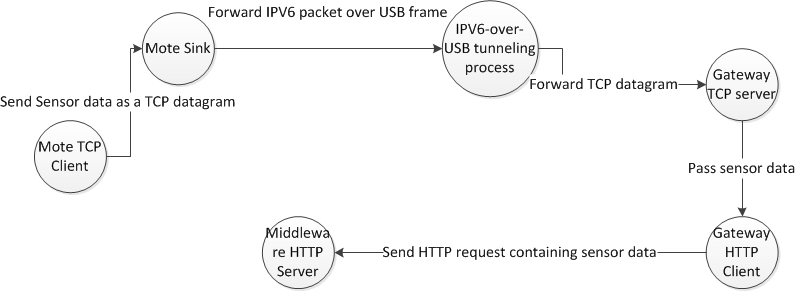 Forward IPV6 packet over USB frame
Mote Sink
IPV6-over-
USB tunneling
process
Forward TCP datagram
Gateway
TCP server
Send Sensor data as a TCP datagram
Mote TCP
Client
Pass sensor data
Gateway
HTTP
Client
Send HTTP request containing sensor data
Middlewa
re HTTP
Server